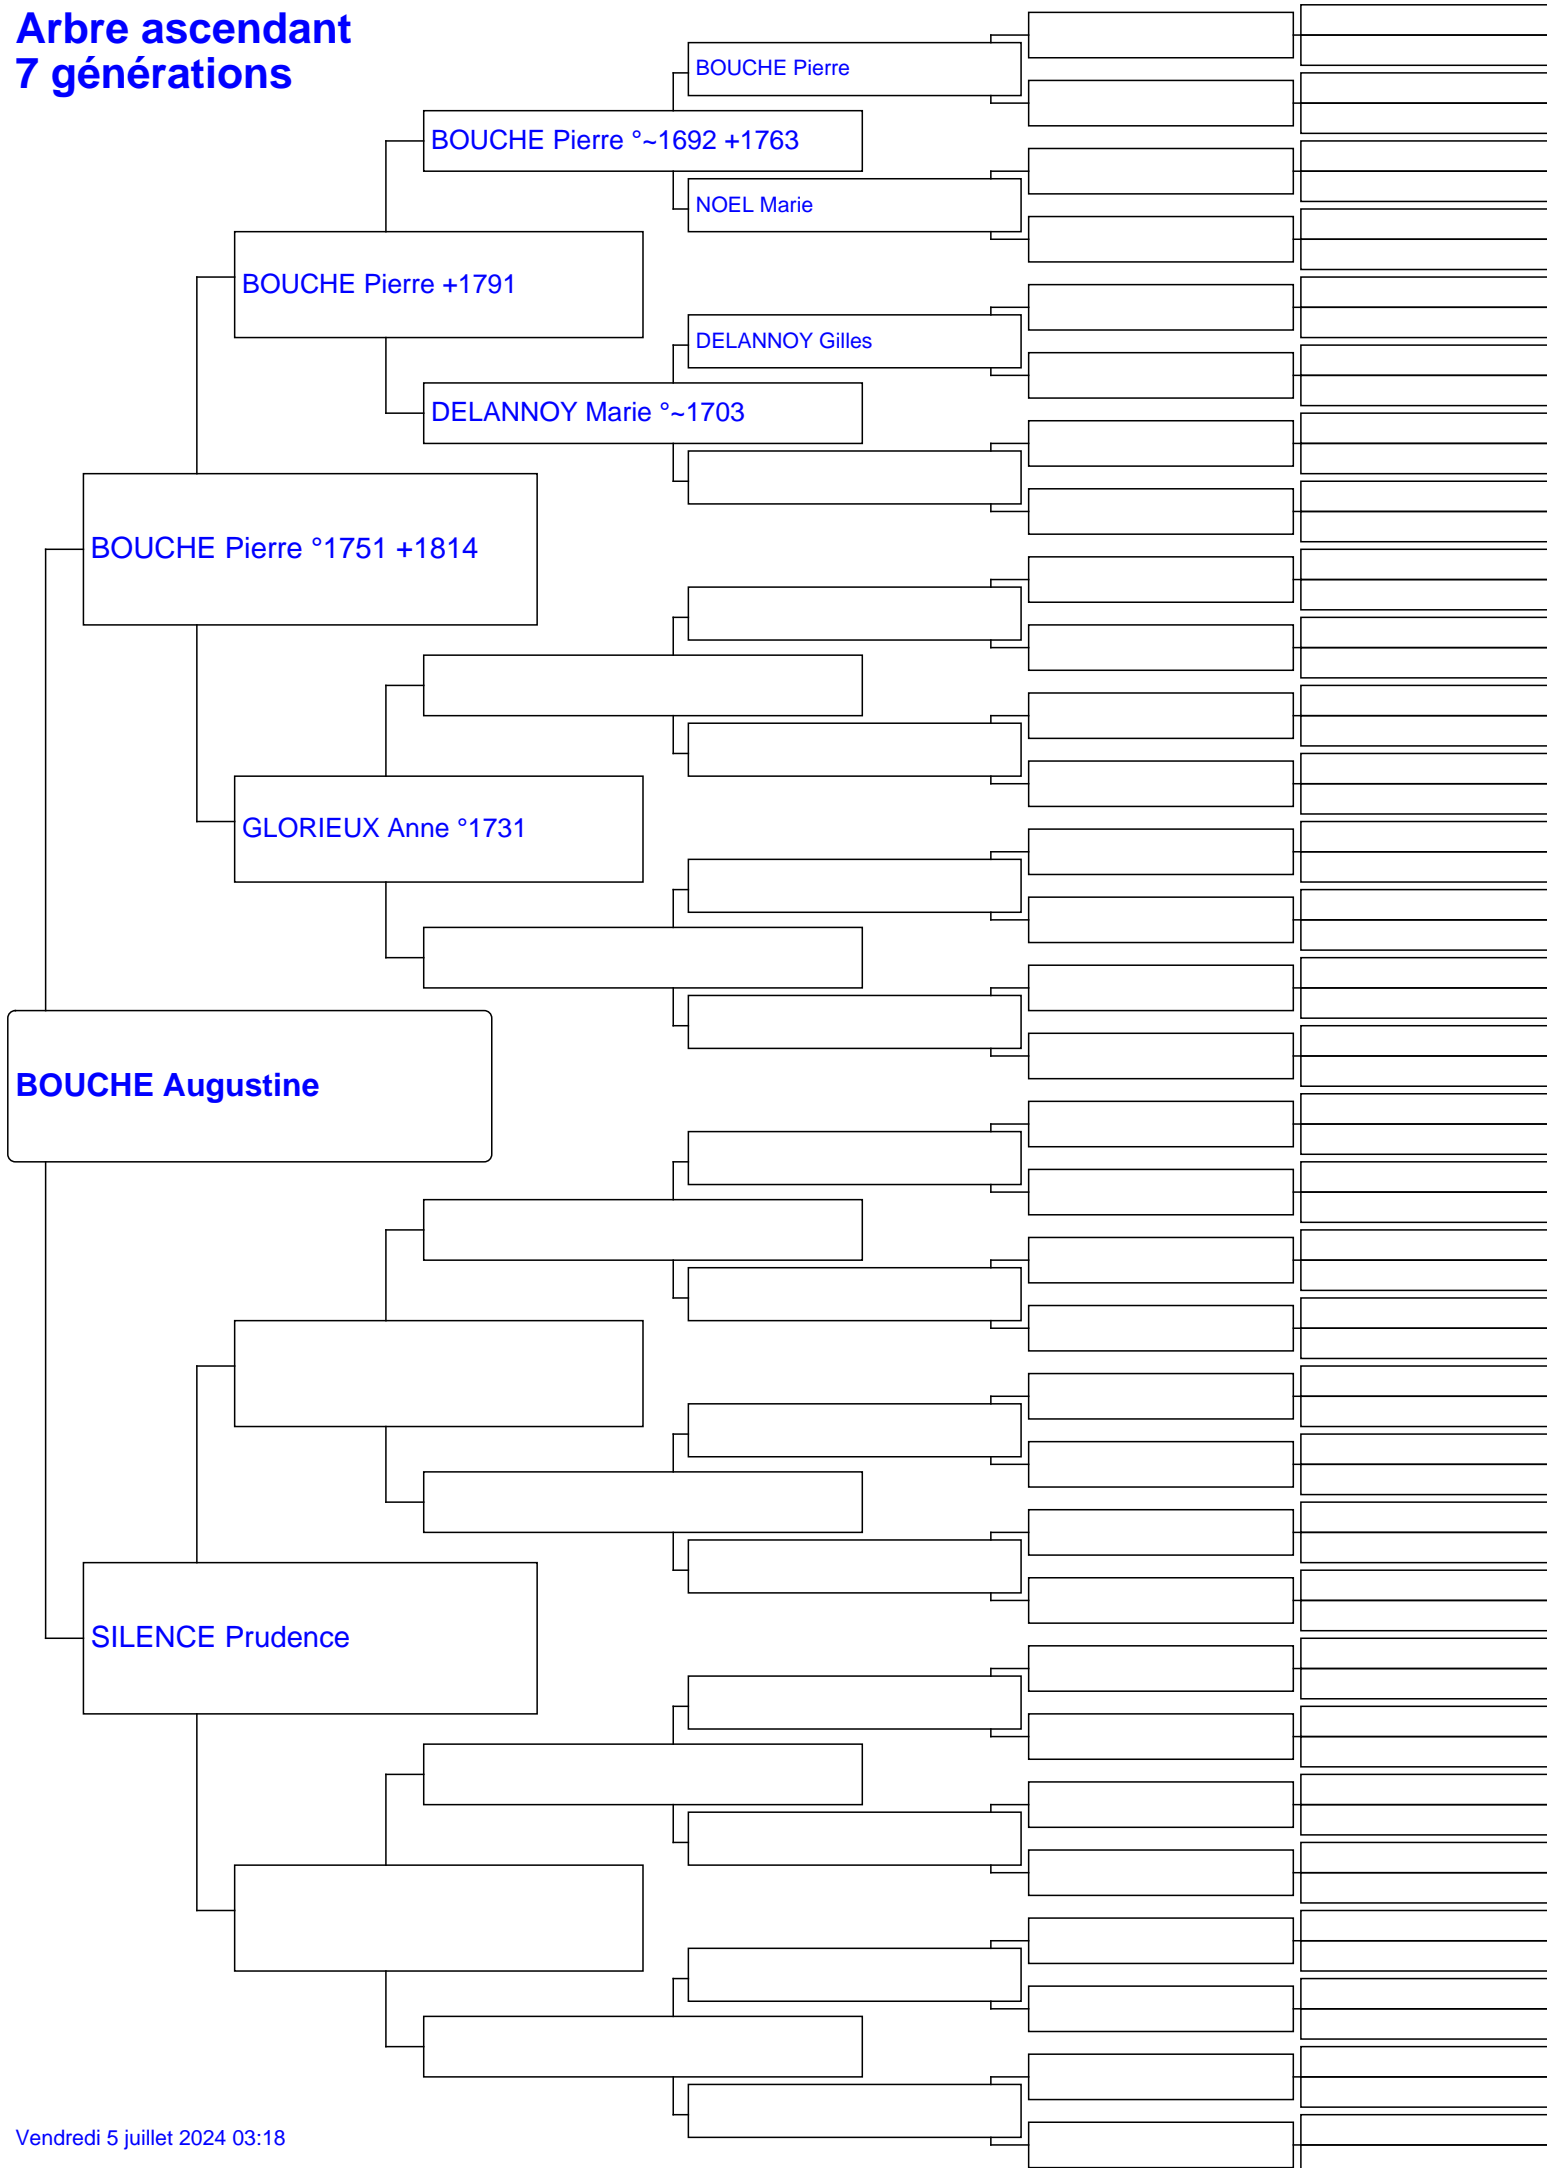 Arbre ascendant
7 générations
BOUCHE Pierre
BOUCHE Pierre °~1692 +1763
NOEL Marie
BOUCHE Pierre +1791
DELANNOY Gilles
DELANNOY Marie °~1703
BOUCHE Pierre °1751 +1814
GLORIEUX Anne °1731
BOUCHE Augustine
SILENCE Prudence
Vendredi 5 juillet 2024 03:18